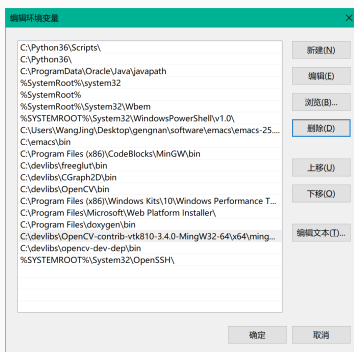 编辑环境变量
C:\Python36\Scripts\
C:\Python36\
C:\ProgramData\Oracle\Java\javapath
%SystemRoot%\system32
%SystemRoot%
%SystemRoot%\System32\Wbem
%SYSTEMROOT%\System32\WindowsPowerShell\v1.0\
C:\Users\WangJing\Desktop\gengnan\software\emacs\emacs-25....
C:\emacs\bin
C:\Program Files (x86)\CodeBlocks\MinGW\bin
C:\devlibs\freeglut\bin
C:\devlibs\CGraph2D\bin
C:\devlibs\OpenCV\bin
C:\Program Files (x86)\Windows Kits\10\Windows Performance T...
C:\Program Files\Microsoft\Web Platform Installer\
C:\Program Files\doxygen\bin
C:\devlibs\OpenCV-contrib-vtk810-3.4.0-MingW32-64\x64\ming...
C:\devlibs\opencv-dev-dep\bin
%SYSTEMROOT%\System32\OpenSSH\
新建(N)
编辑(E)
浏览(B)...
删除(D)
上移(U)
下移(O)
编辑文本(T)...
确定
取消